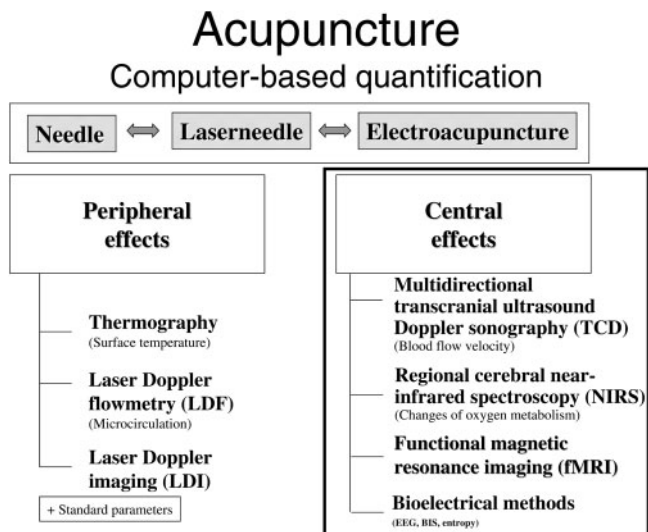 Acupuncture
Computer-based quantification
Needle Laserneedle Electroacupuncture
Peripheral
effects
Thermography
(Surface temperature)
Laser Doppler
flowmetry (LDF)
(Microcirculation)
Laser Doppler
imaging (LDI)
+ Standard parameters
Central
effects
Multidirectional
transcranial ultrasound
Doppler sonography (TCD)
(Blood flow velocity)
Regional cerebral near-
infrared spectroscopy (NIRS)
(Changes of oxygen metabolism)
Functional magnetic
resonance imaging (fMRI)
Bioelectrical methods
(EEG, BIS, entropy)